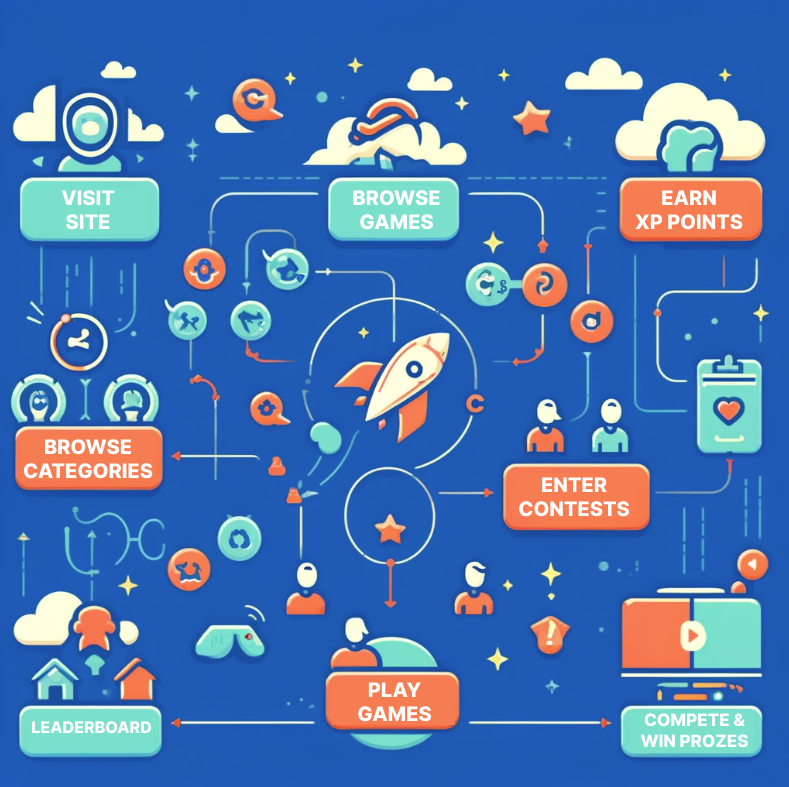 VISIT
SITE
BROWSE
GAMES
EARN
XP POINTS
BROWSE
CATEGORIES
ENTER
CONTESTS
PLAY
GAMES
LEADERBOARD
COMPETE &
WIN PROZES